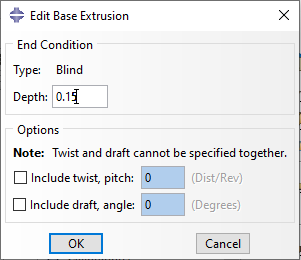 Edit Base Extrusion
End Condition
Type: Blind
Depth: 0.15
Options
Note: Twist and draft cannot be specified together.
Include twist, pitch: 0 (Dist/Rev)
Include draft, angle: 0 (Degrees)
OK Cancel